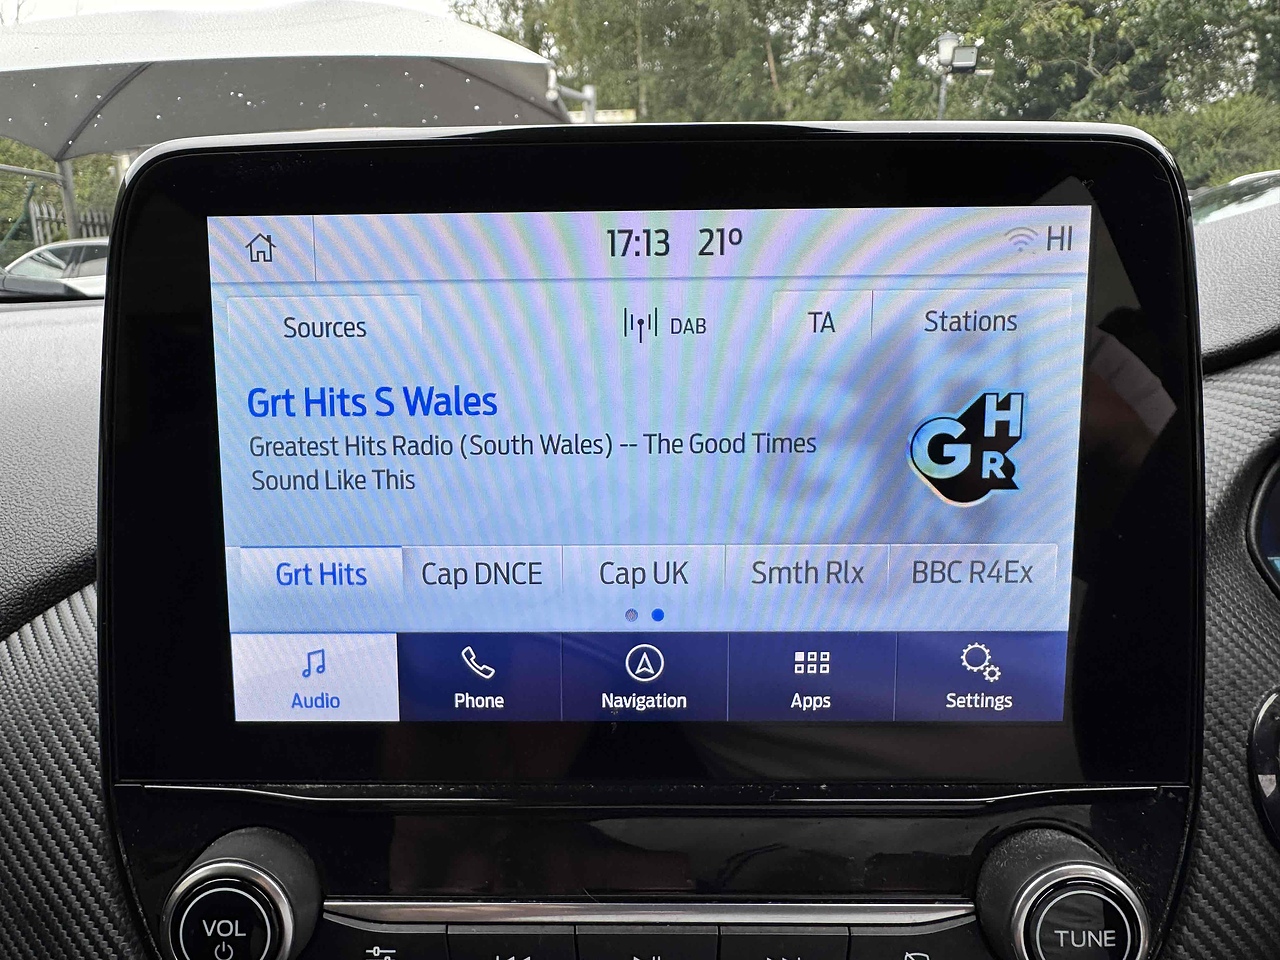 17:13 21º HI
Sources DAB TA Stations
Grt Hits S Wales
Greatest Hits Radio (South Wales) -- The Good Times
Sound Like This
GHR
Grt Hits Cap DNCE Cap UK Smth Rlx BBC R4Ex
Audio Phone Navigation Apps Settings
VOL TUNE